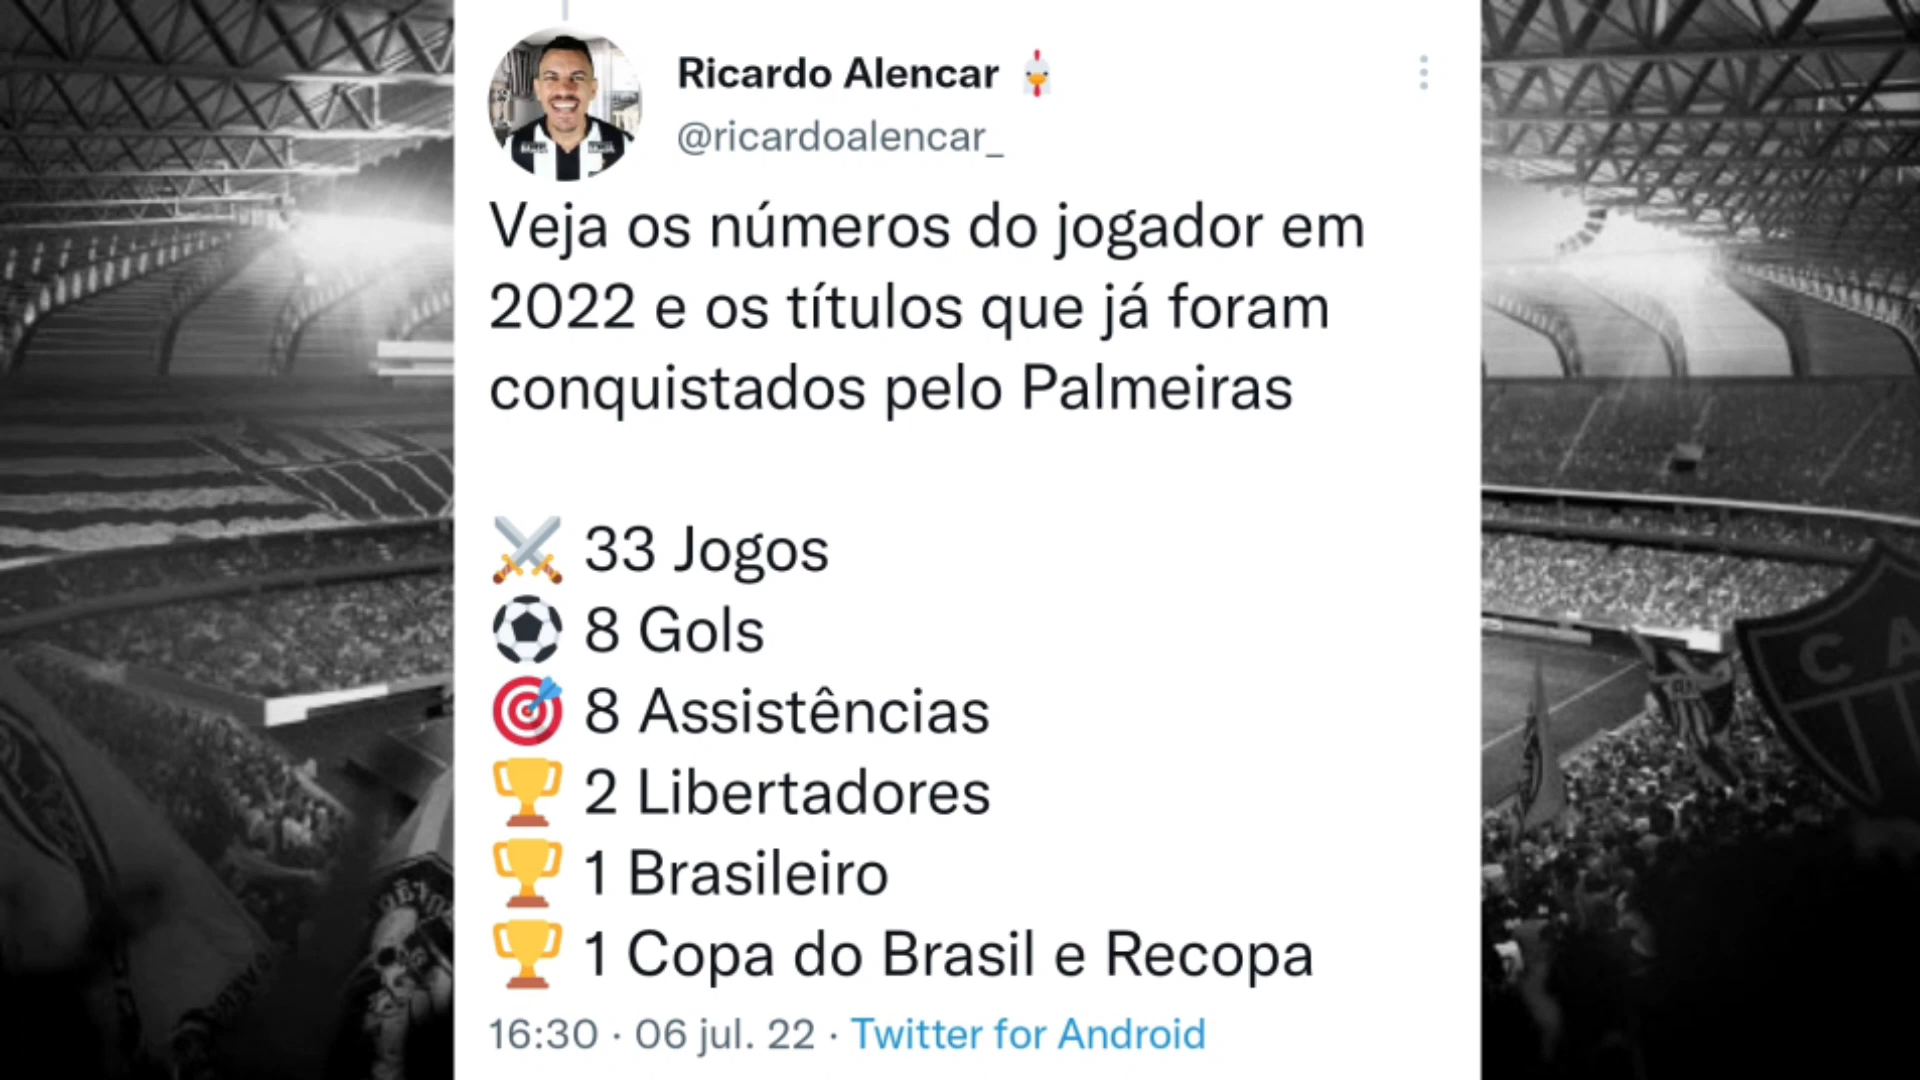 Ricardo Alencar
@ricardoalencar_
Veja os números do jogador em
2022 e os títulos que já foram
conquistados pelo Palmeiras
33 Jogos
8 Gols
8 Assistências
2 Libertadores
1 Brasileiro
1 Copa do Brasil e Recopa
16:30 · 06 jul. 22 · Twitter for Android
C A